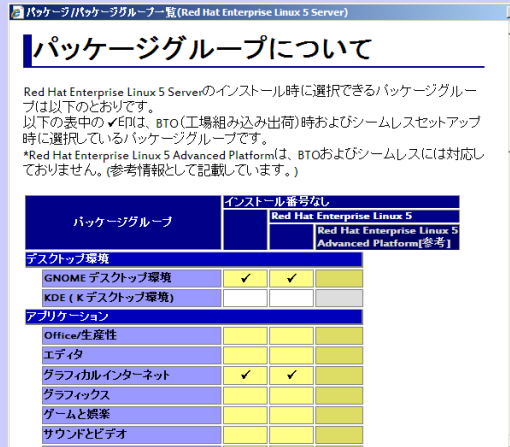 パッケージ/パッケージグループ一覧(Red Hat Enterprise Linux 5 Server)
パッケージグループについて
Red Hat Enterprise Linux 5 Serverのインストール時に選択できるパッケージグルー
プは以下のとおりです。
以下の表中の ✔印は、BTO(工場組み込み出荷)時およびシームレスセットアップ
時に選択しているパッケージグループです。
*Red Hat Enterprise Linux 5 Advanced Platformは、BTOおよびシームレスには対応し
ておりません。(参考情報として記載しています。)
インストール番号なし
パッケージグループ
Red Hat Enterprise Linux 5
Red Hat Enterprise Linux 5
Advanced Platform[参考]
デスクトップ環境
GNOME デスクトップ環境 ✓ ✓
KDE ( K デスクトップ環境)
アプリケーション
Office/生産性
エディタ
グラフィカルインターネット ✓ ✓
グラフィックス
ゲームと娯楽
サウンドとビデオ